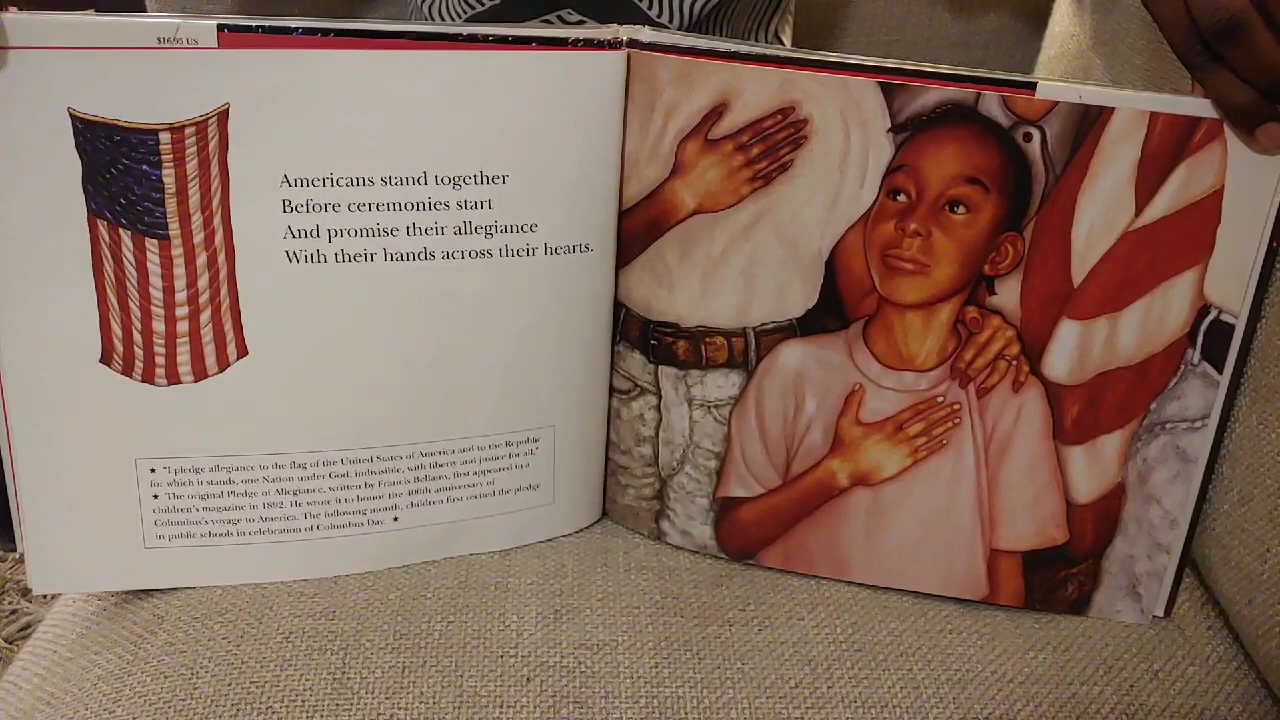 $16.95 US
Americans stand together
Before ceremonies start
And promise their allegiance
With their hands across their hearts.
★ "I pledge allegiance to the flag of the United States of America and to the Republic
for which it stands, one Nation under God, indivisible, with liberty and justice for all."
★ The original Pledge of Allegiance, written by Francis Bellamy, first appeared in a
children's magazine in 1892. He wrote it to honor the 400th anniversary of
Columbus's voyage to America. The following month, children first recited the pledge
in public schools in celebration of Columbus Day. ★